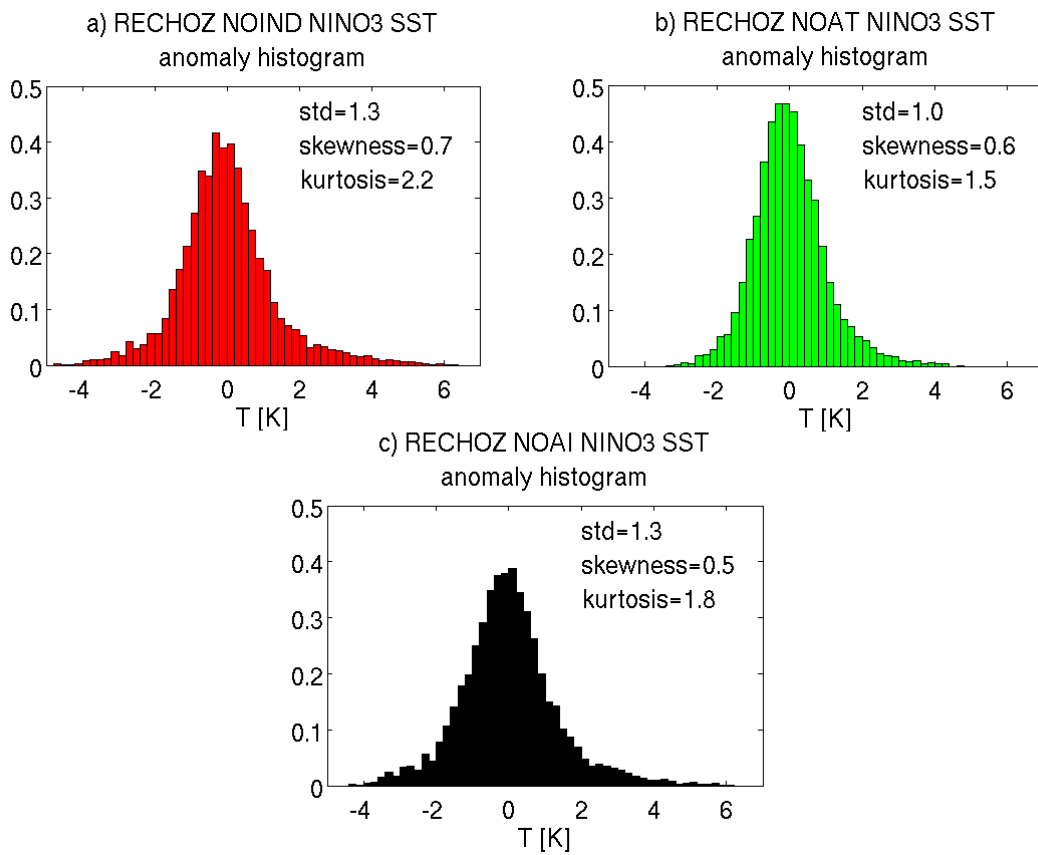 a) RECHOZ NOIND NINO3 SST
anomaly histogram
std=1.3
skewness=0.7
kurtosis=2.2
0.5
0.4
0.3
0.2
0.1
0
-4 -2 0 2 4 6
T [K]
b) RECHOZ NOAT NINO3 SST
anomaly histogram
std=1.0
skewness=0.6
kurtosis=1.5
0.5
0.4
0.3
0.2
0.1
0
-4 -2 0 2 4 6
T [K]
c) RECHOZ NOAI NINO3 SST
anomaly histogram
std=1.3
skewness=0.5
kurtosis=1.8
0.5
0.4
0.3
0.2
0.1
0
-4 -2 0 2 4 6
T [K]